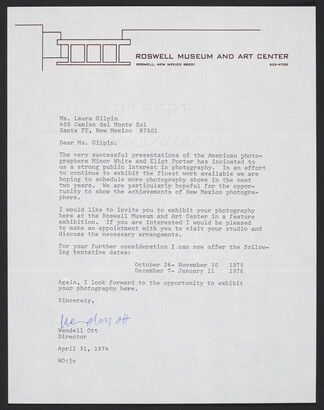 ROSWELL MUSEUM AND ART CENTER
ROSWELL, NEW MEXICO 88201 622-4700
Ms. Laura Gilpin
409 Camino del Monte Sol
Santa FE, New Mexico 87501
Dear Ms. Gilpin:
The very successful presentations of the American photo-
graphers Minor White and Eliot Porter has indicated to
us a strong public interest in photography. In an effort
to continue to exhibit the finest work available we are
hoping to schedule more photography shows in the next
two years. We are particularly hopeful for the oppor-
tunity to show the achievements of New Mexico photogra-
phers.
I would like to invite you to exhibit your photography
here at the Roswell Museum and Art Center in a feature
exhibition. If you are interested I would be pleased
to make an appointment with you to visit your studio and
discuss the necessary arrangements.
For your further consideration I can now offer the follow-
ing tentative dates:
October 26- November 30 1975
December 7- January 11 1976
Again, I look forward to the opportunity to exhibit
your photography here.
Sincerely,
Wendell Ott
Wendell Ott
Director
April 31, 1974
WO:jo